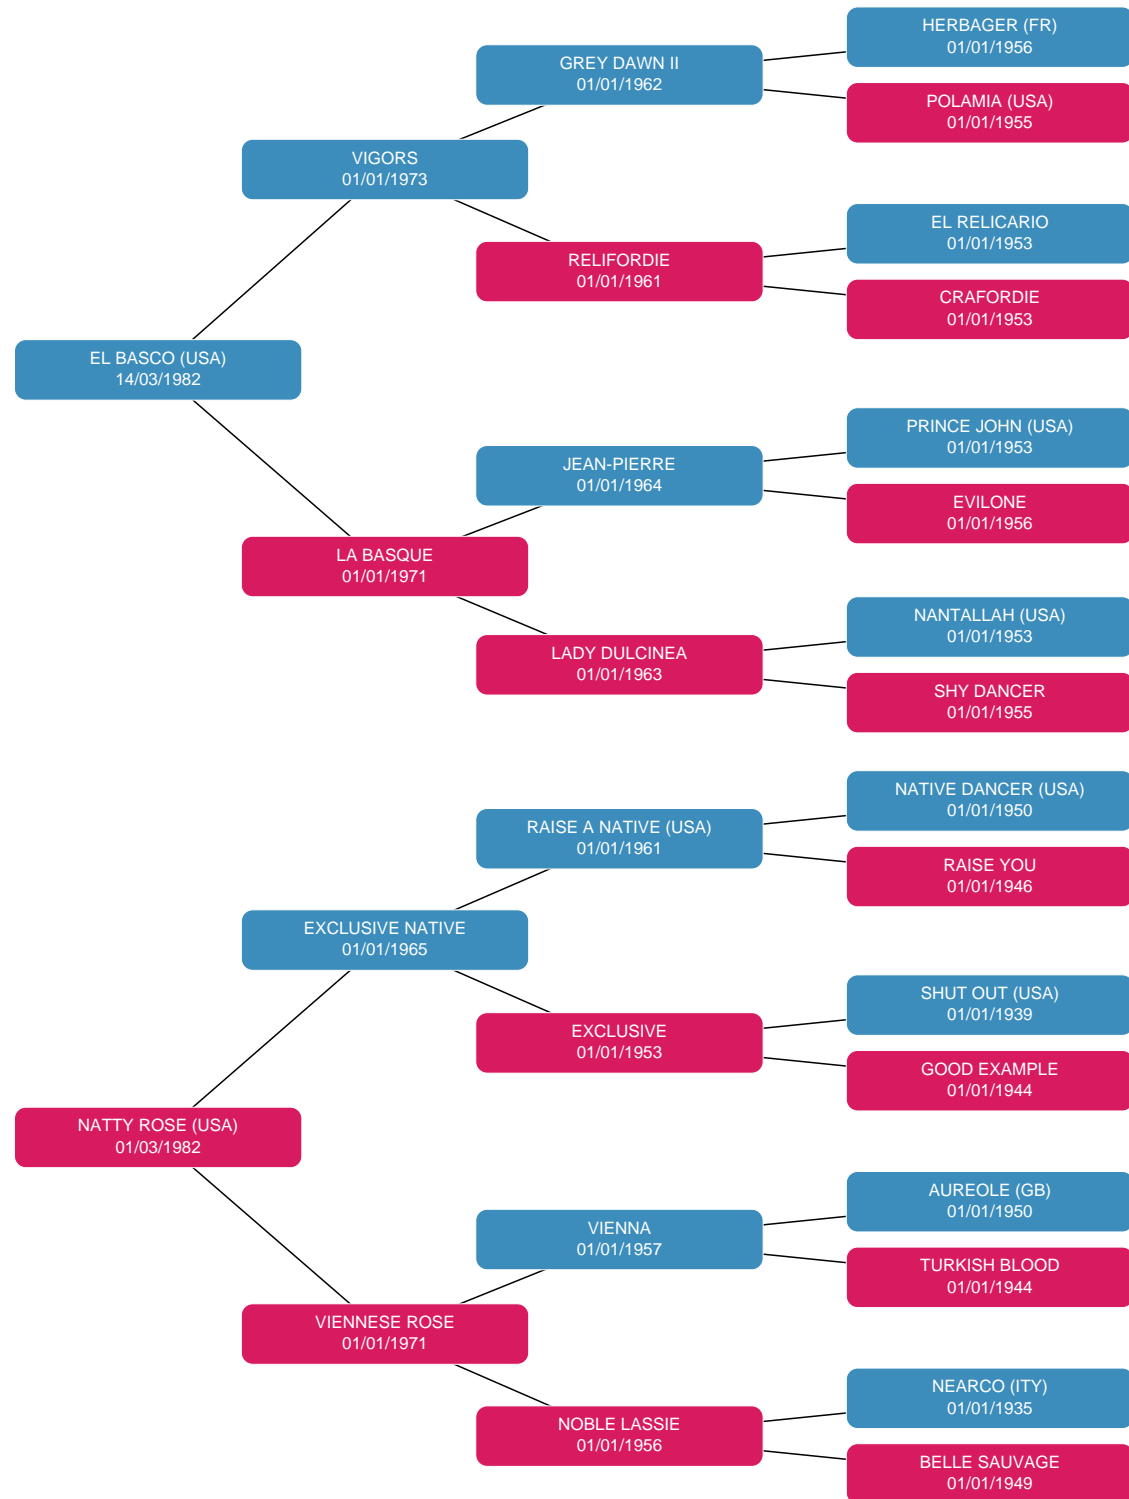 HERBAGER (FR)
01/01/1956
GREY DAWN II
01/01/1962
POLAMIA (USA)
01/01/1955
VIGORS
01/01/1973
EL RELICARIO
01/01/1953
RELIFORDIE
01/01/1961
CRAFORDIE
01/01/1953
EL BASCO (USA)
14/03/1982
PRINCE JOHN (USA)
01/01/1953
JEAN-PIERRE
01/01/1964
EVILONE
01/01/1956
LA BASQUE
01/01/1971
NANTALLAH (USA)
01/01/1953
LADY DULCINEA
01/01/1963
SHY DANCER
01/01/1955
NATIVE DANCER (USA)
01/01/1950
RAISE A NATIVE (USA)
01/01/1961
RAISE YOU
01/01/1946
EXCLUSIVE NATIVE
01/01/1965
SHUT OUT (USA)
01/01/1939
EXCLUSIVE
01/01/1953
GOOD EXAMPLE
01/01/1944
NATTY ROSE (USA)
01/03/1982
AUREOLE (GB)
01/01/1950
VIENNA
01/01/1957
TURKISH BLOOD
01/01/1944
VIENNESE ROSE
01/01/1971
NEARCO (ITY)
01/01/1935
NOBLE LASSIE
01/01/1956
BELLE SAUVAGE
01/01/1949